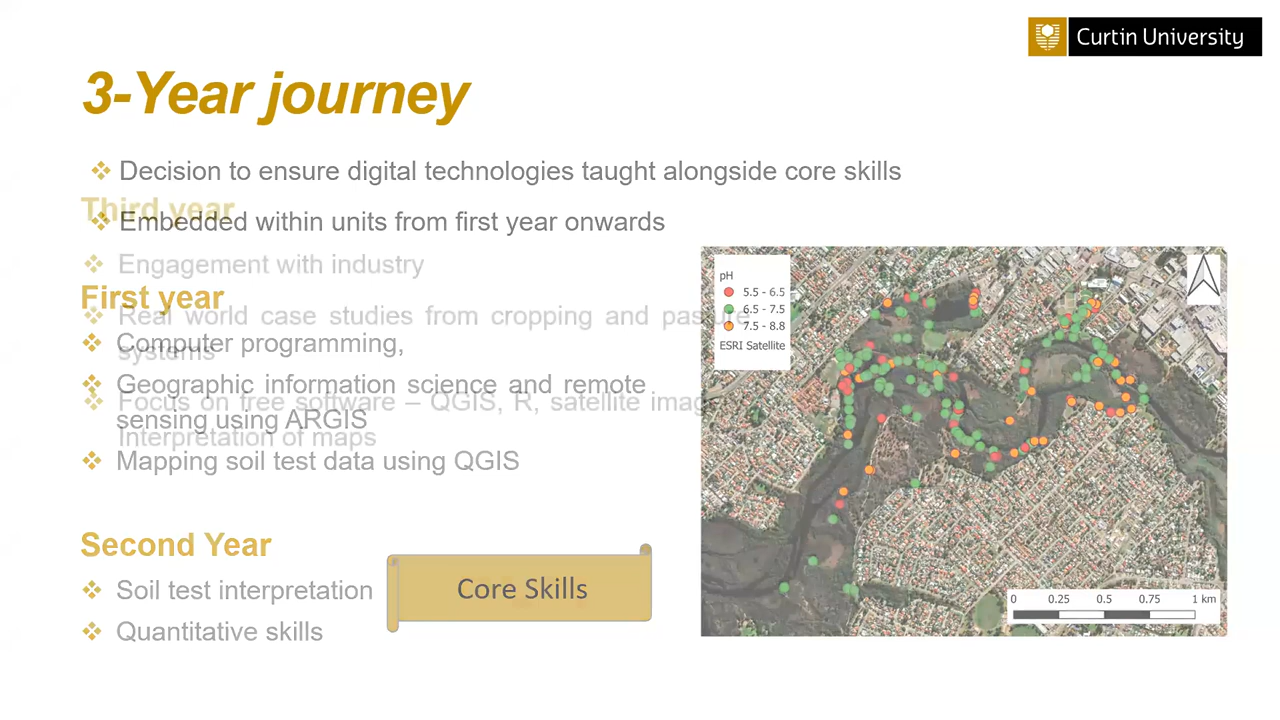 Curtin University
3-Year journey
Decision to ensure digital technologies taught alongside core skills
Third year
Embedded within units from first year onwards
Engagement with industry
First year
Real world case studies from cropping and pasture
systems
Computer programming,
Geographic information science and remote
sensing using ARGIS
Focus on free software – QGIS, R, satellite
Interpretation of maps
Mapping soil test data using QGIS
Second Year
Soil test interpretation
Quantitative skills
Core Skills
pH
5.5 - 6.5
6.5 - 7.5
7.5 - 8.8
ESRI Satellite
0 0.25 0.5 0.75 1 km